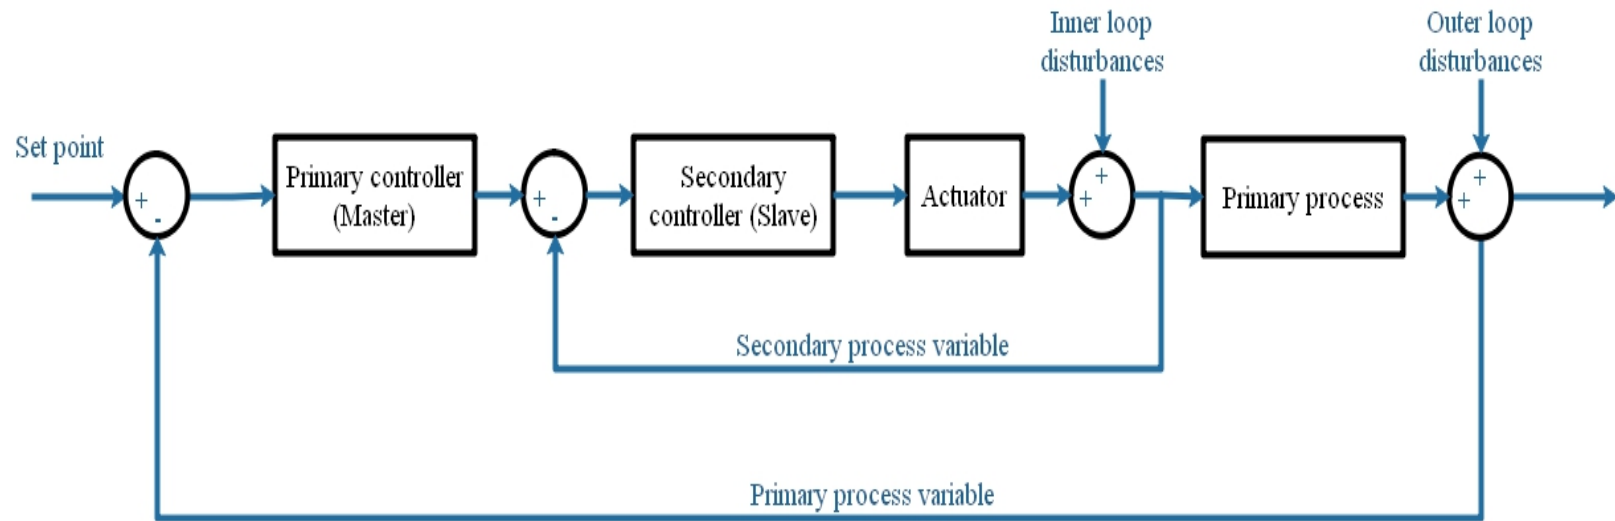 Inner loop
disturbances
Outer loop
disturbances
Set point
+
-
Primary controller
(Master)
+
-
Secondary
controller (Slave)
Actuator
+
+
Primary process
+
+
Secondary process variable
Primary process variable